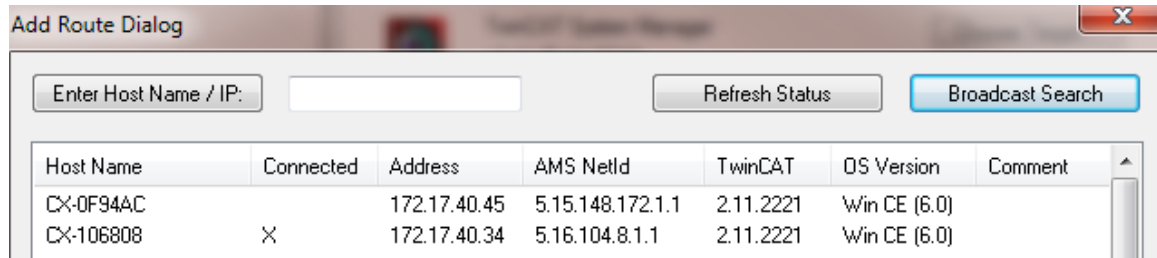 Add Route Dialog
TwinCAT System Manager
Enter Host Name / IP: Refresh Status Broadcast Search
Host Name Connected Address AMS NetId TwinCAT OS Version Comment
CX-0F94AC 172.17.40.45 5.15.148.172.1.1 2.11.2221 Win CE (6.0)
CX-106808 X 172.17.40.34 5.16.104.8.1.1 2.11.2221 Win CE (6.0)